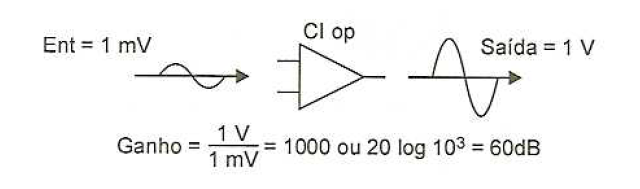 CI op
Ent = 1 mV
Saída = 1 V
Ganho = 1 V / 1 mV = 1000 ou 20 log 10³ = 60dB